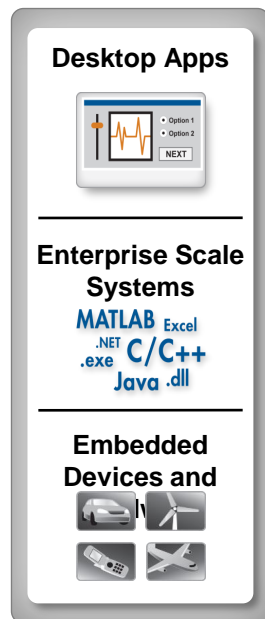 Desktop Apps
Option 1
Option 2
NEXT
Enterprise Scale
Systems
MATLAB Excel
.NET C/C++
.exe
Java .dll
Embedded
Devices and